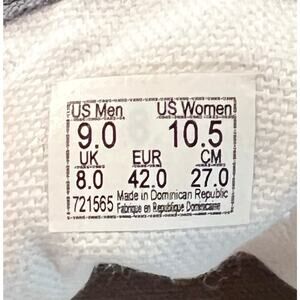 US Men US Women
9.0 10.5
UK EUR CM
8.0 42.0 27.0
721565 Made in Dominican Republic
Fabriqué en République Dominicaine